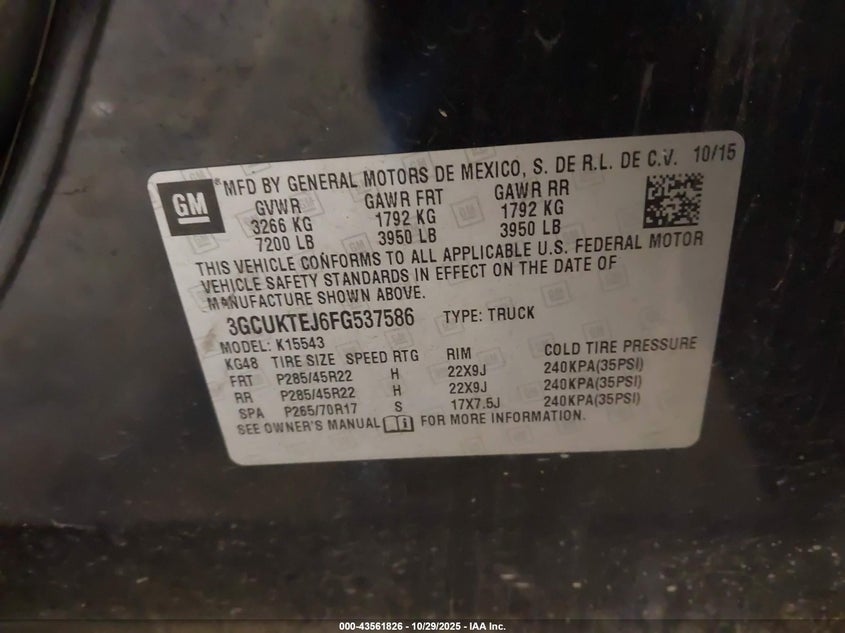 GM ® MFD BY GENERAL MOTORS DE MEXICO, S. DE R.L. DE C.V. 10/15
GVWR GAWR FRT GAWR RR
3266 KG 1792 KG 1792 KG
7200 LB 3950 LB 3950 LB
THIS VEHICLE CONFORMS TO ALL APPLICABLE U.S. FEDERAL MOTOR
VEHICLE SAFETY STANDARDS IN EFFECT ON THE DATE OF
MANUFACTURE SHOWN ABOVE.
3GCUKTEJ6FG537586 TYPE: TRUCK
MODEL: K15543
KG48 TIRE SIZE SPEED RTG RIM COLD TIRE PRESSURE
FRT P285/45R22 H 22X9J 240KPA(35PSI)
RR P285/45R22 H 22X9J 240KPA(35PSI)
SPA P265/70R17 S 17X7.5J 240KPA(35PSI)
SEE OWNER'S MANUAL FOR MORE INFORMATION.
000-43561826 - 10/29/2025 - IAA Inc.